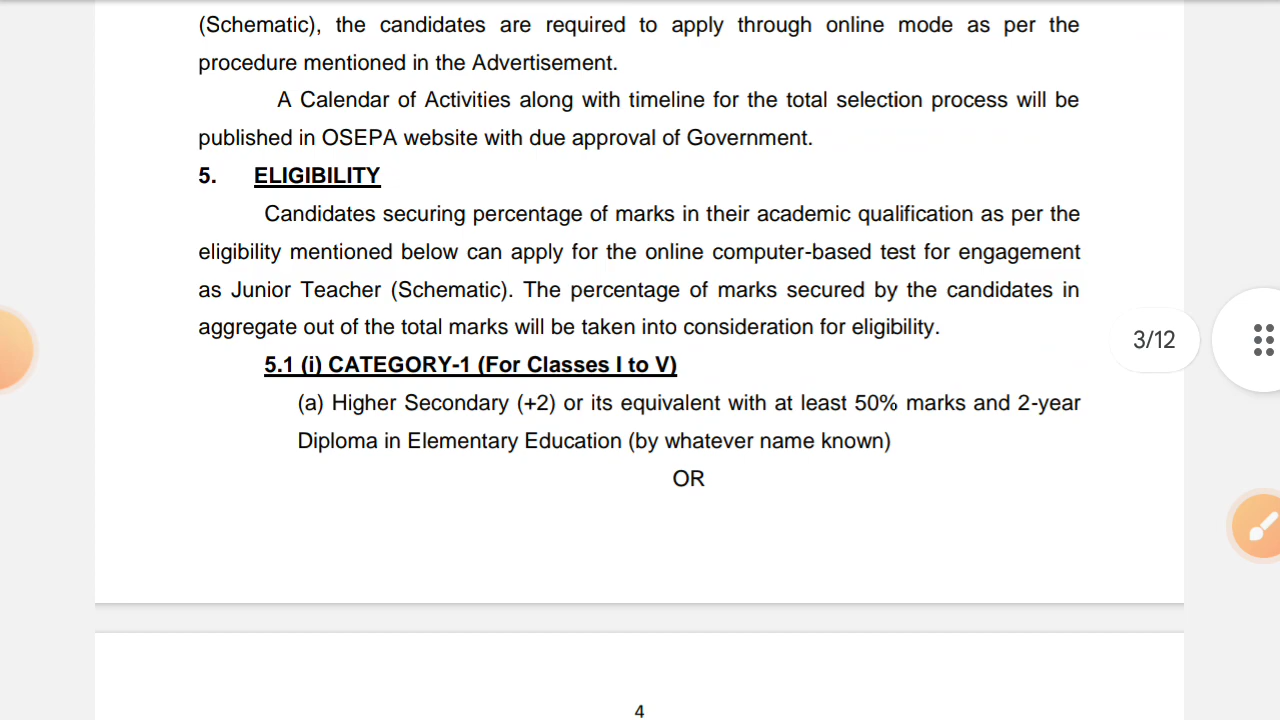 (Schematic), the candidates are required to apply through online mode as per the
procedure mentioned in the Advertisement.
A Calendar of Activities along with timeline for the total selection process will be
published in OSEPA website with due approval of Government.
5. ELIGIBILITY
Candidates securing percentage of marks in their academic qualification as per the
eligibility mentioned below can apply for the online computer-based test for engagement
as Junior Teacher (Schematic). The percentage of marks secured by the candidates in
aggregate out of the total marks will be taken into consideration for eligibility.
3/12
5.1 (i) CATEGORY-1 (For Classes I to V)
(a) Higher Secondary (+2) or its equivalent with at least 50% marks and 2-year
Diploma in Elementary Education (by whatever name known)
OR
4